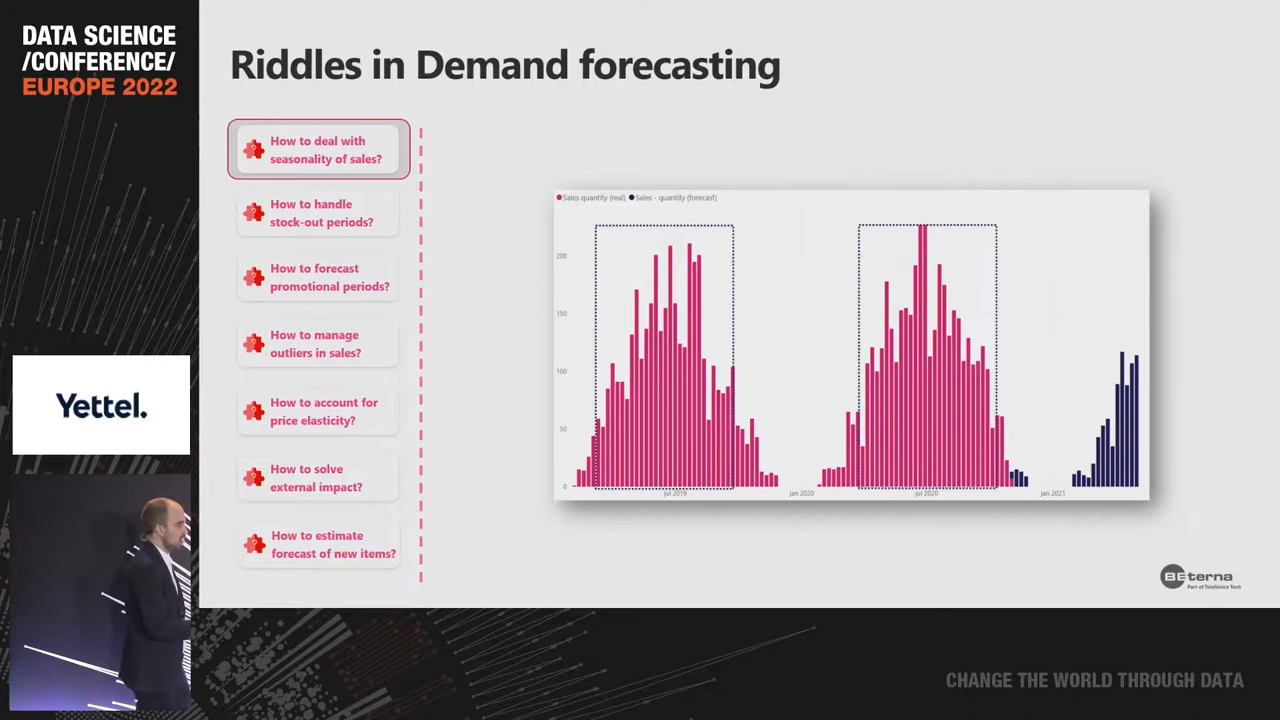 DATA SCIENCE
/CONFERENCE/
EUROPE 2022
Riddles in Demand forecasting
How to deal with
seasonality of sales?
How to handle
stock-out periods?
How to forecast
promotional periods?
How to manage
outliers in sales?
How to account for
price elasticity?
How to solve
external impact?
How to estimate
forecast of new items?
Sales quantity (real) Sales - quantity (forecast)
200
150
100
50
0
jul 2019 jan 2020 jul 2020 jan 2021
Yettel.
BEterna
Part of Telefónica Tech
CHANGE THE WORLD THROUGH DATA